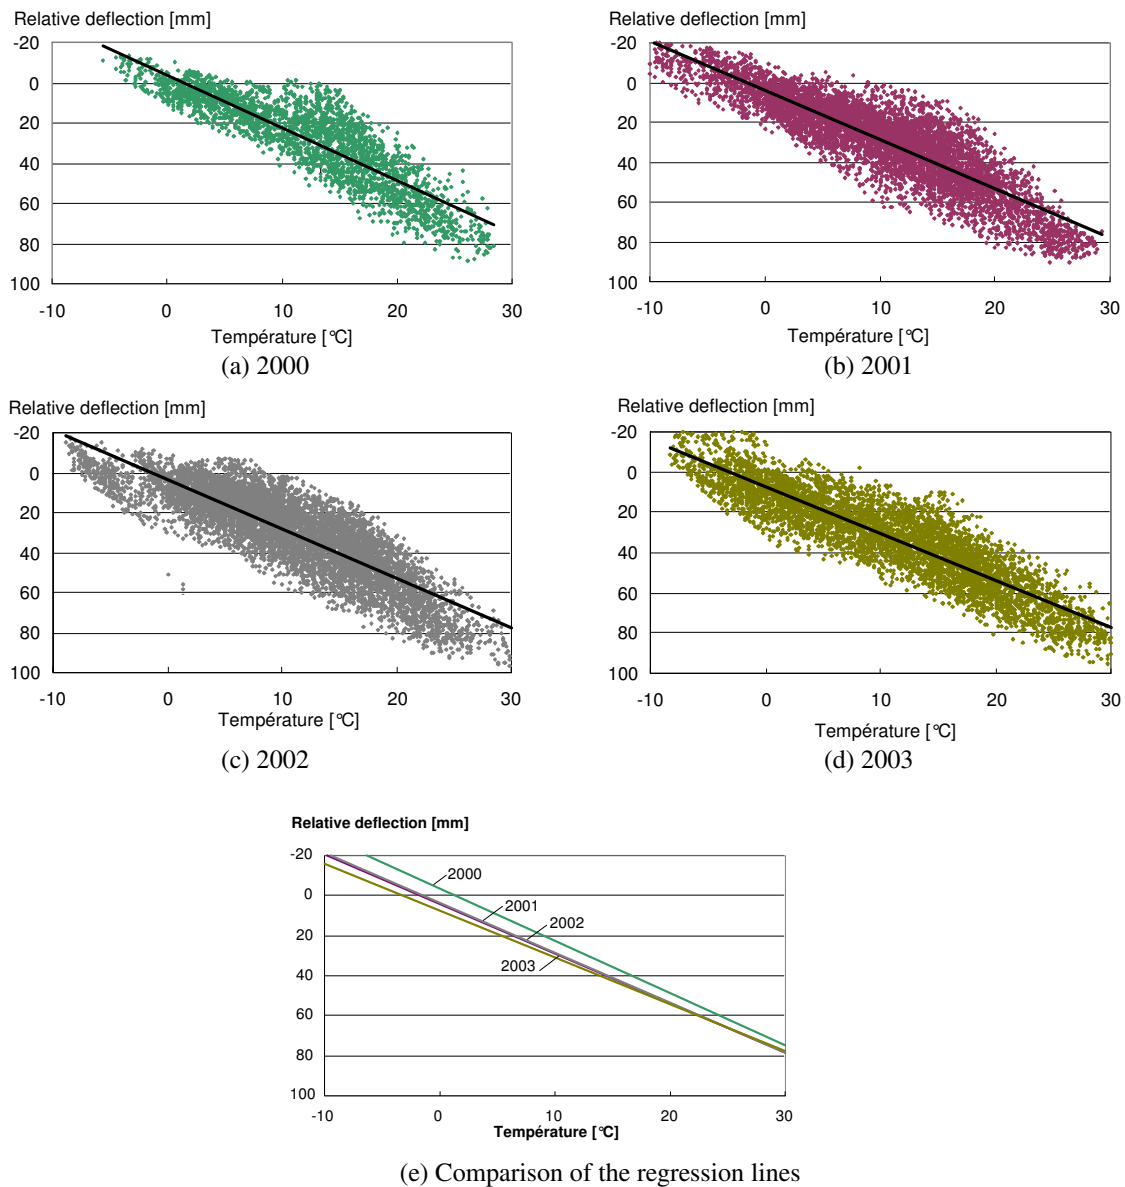 Relative deflection [mm]
-20
0
20
40
60
80
100
-10 0 10 20 30
Température [°C]
(a) 2000
Relative deflection [mm]
-20
0
20
40
60
80
100
-10 0 10 20 30
Température [°C]
(b) 2001
Relative deflection [mm]
-20
0
20
40
60
80
100
-10 0 10 20 30
Température [°C]
(c) 2002
Relative deflection [mm]
-20
0
20
40
60
80
100
-10 0 10 20 30
Température [°C]
(d) 2003
Relative deflection [mm]
-20
0
20
40
60
80
100
2000
2001
2002
2003
-10 0 10 20 30
Température [°C]
(e) Comparison of the regression lines